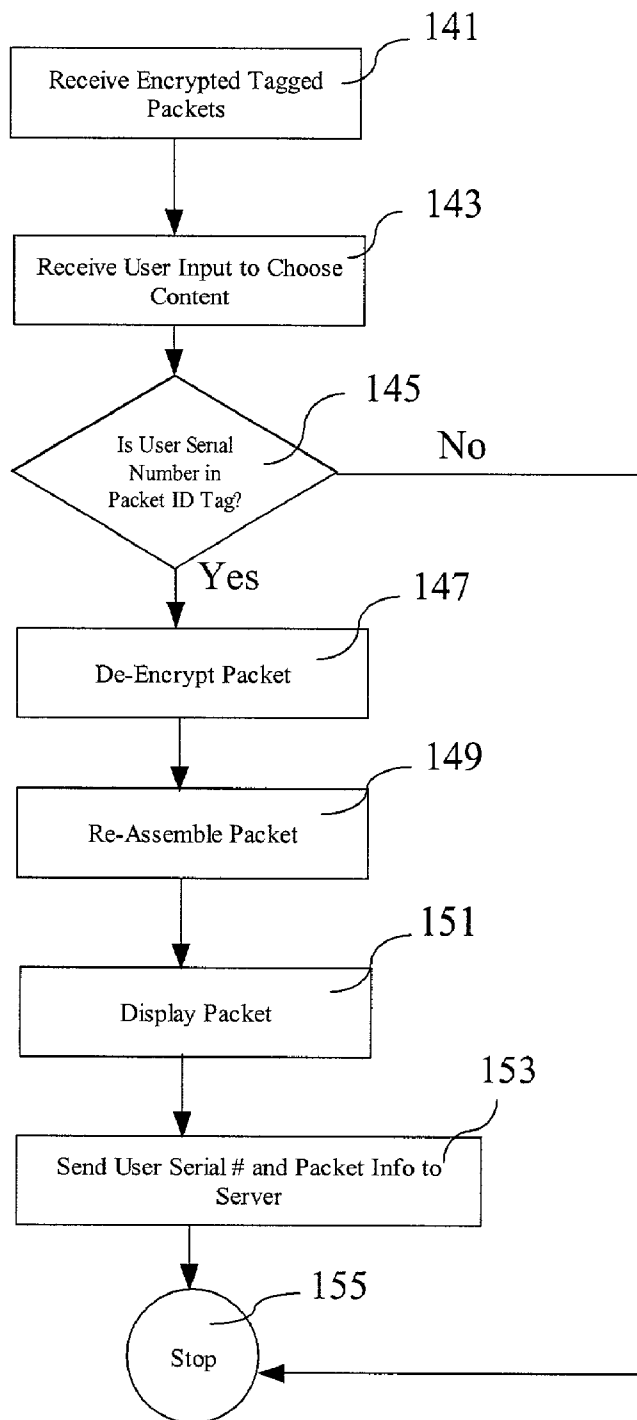 141
Receive Encrypted Tagged
Packets
143
Receive User Input to Choose
Content
145
Is User Serial
Number in
Packet ID Tag?
No
Yes
147
De-Encrypt Packet
149
Re-Assemble Packet
151
Display Packet
153
Send User Serial # and Packet Info to
Server
155
Stop